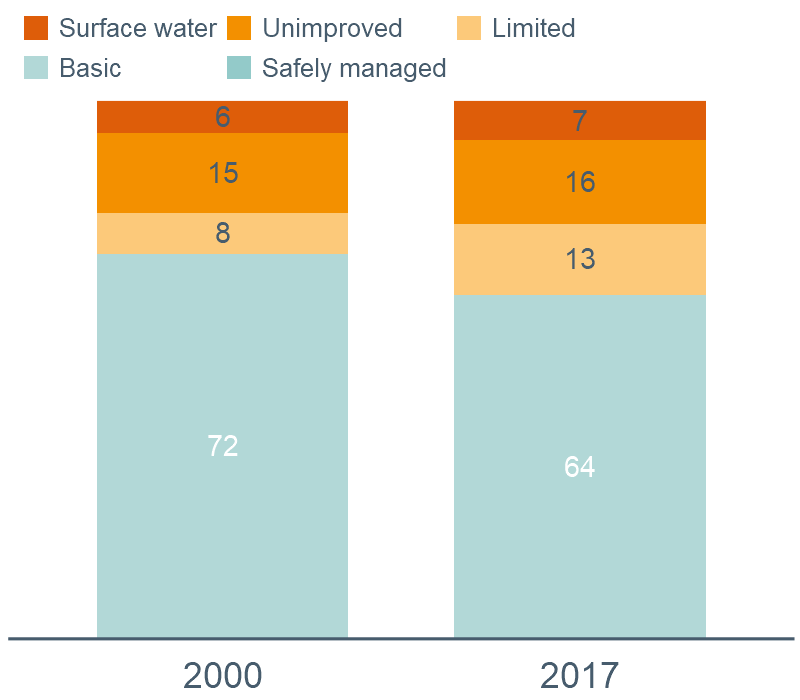 Surface water Unimproved Limited
Basic Safely managed
6 7
15 16
8 13
72 64
2000 2017